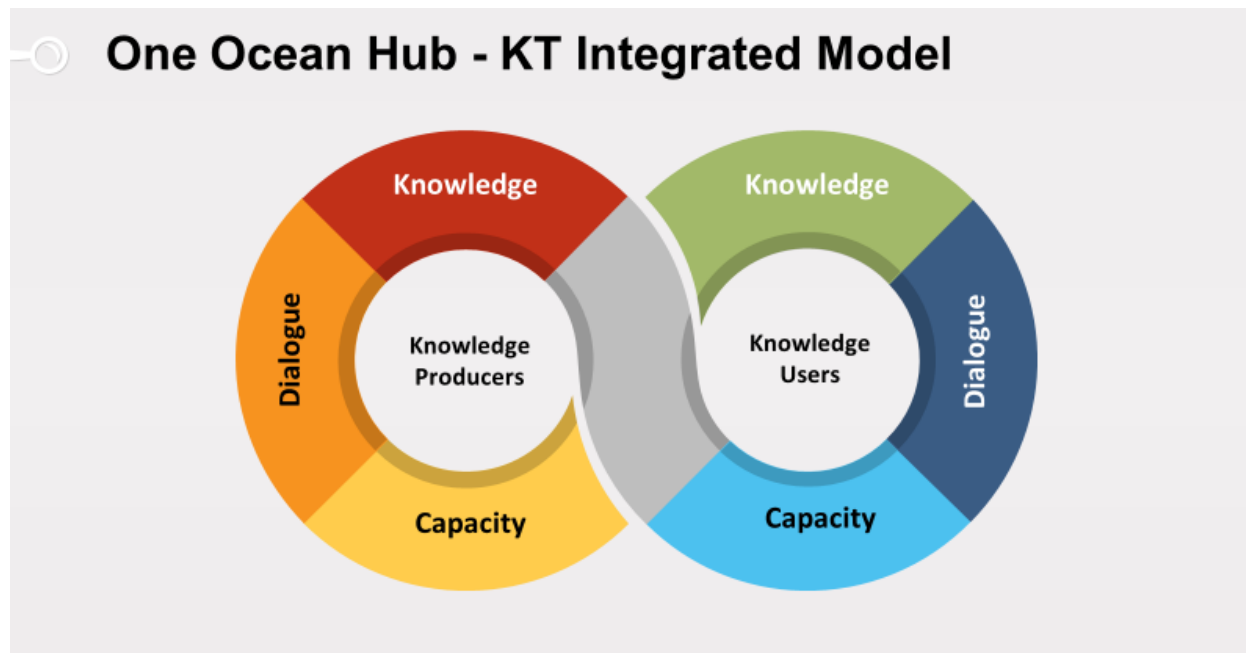 One Ocean Hub - KT Integrated Model
Knowledge
Dialogue
Knowledge
Producers
Capacity
Knowledge
Knowledge
Users
Dialogue
Capacity